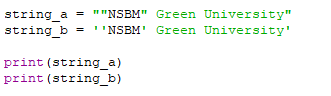 string_a = ""NSBM" Green University"
string_b = ''NSBM' Green University'
print(string_a)
print(string_b)